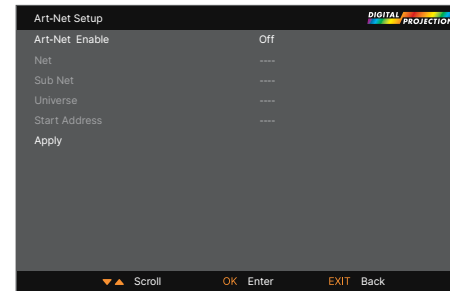 Art-Net Setup DIGITAL PROJECTION
Art-Net Enable Off
Net ----
Sub Net ----
Universe ----
Start Address ----
Apply
Scroll OK Enter EXIT Back